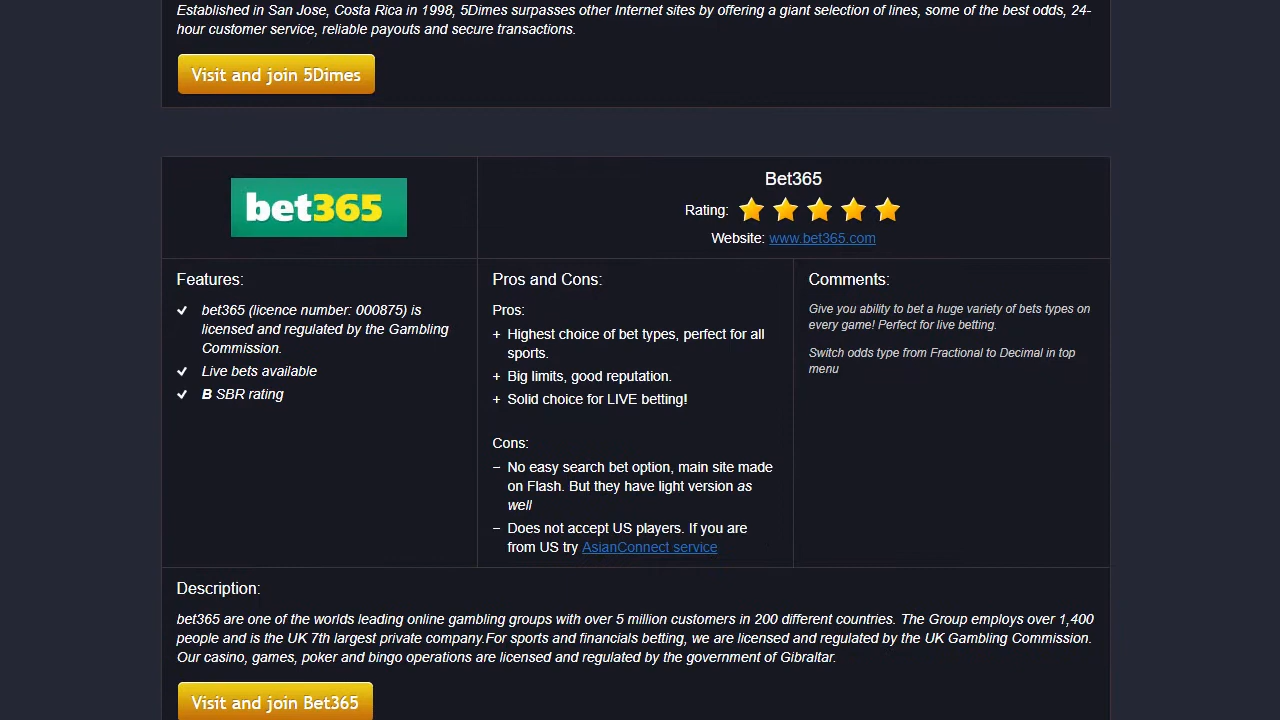 Established in San Jose, Costa Rica in 1998, 5Dimes surpasses other Internet sites by offering a giant selection of lines, some of the best odds, 24-
hour customer service, reliable payouts and secure transactions.
Visit and join 5Dimes
bet365
Bet365
Rating:
Website: www.bet365.com
Features:
bet365 (licence number: 000875) is
licensed and regulated by the Gambling
Commission.
Live bets available
B SBR rating
Pros and Cons:
Pros:
+ Highest choice of bet types, perfect for all
sports.
+ Big limits, good reputation.
+ Solid choice for LIVE betting!
Cons:
– No easy search bet option, main site made
on Flash. But they have light version as
well
– Does not accept US players. If you are
from US try AsianConnect service
Comments:
Give you ability to bet a huge variety of bets types on
every game! Perfect for live betting.
Switch odds type from Fractional to Decimal in top
menu
Description:
bet365 are one of the worlds leading online gambling groups with over 5 million customers in 200 different countries. The Group employs over 1,400
people and is the UK 7th largest private company.For sports and financials betting, we are licensed and regulated by the UK Gambling Commission.
Our casino, games, poker and bingo operations are licensed and regulated by the government of Gibraltar.
Visit and join Bet365